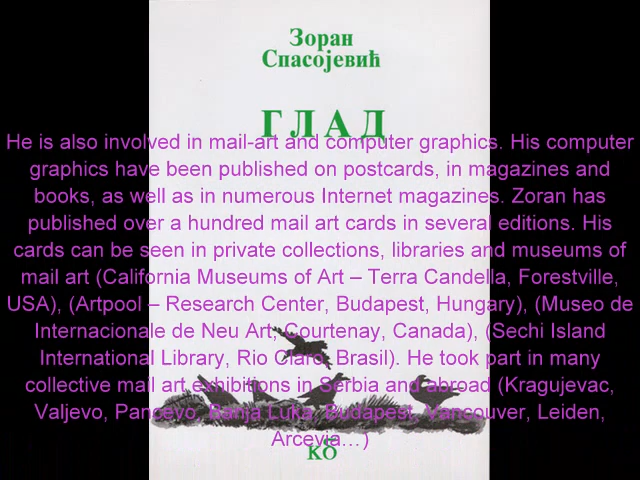 Зоран
Спасојевић
ГЛАД
He is also involved in mail-art and computer graphics. His computer
graphics have been published on postcards, in magazines and
books, as well as in numerous Internet magazines. Zoran has
published over a hundred mail art cards in several editions. His
cards can be seen in private collections, libraries and museums of
mail art (California Museums of Art – Terra Candella, Forestville,
USA), (Artpool – Research Center, Budapest, Hungary), (Museo de
Internacionale de Neu Art, Courtenay, Canada), (Sechi Island
International Library, Rio Claro, Brasil). He took part in many
collective mail art exhibitions in Serbia and abroad (Kragujevac,
Valjevo, Pancevo, Banja Luka, Budapest, Vancouver, Leiden,
Arcevia…)
КО